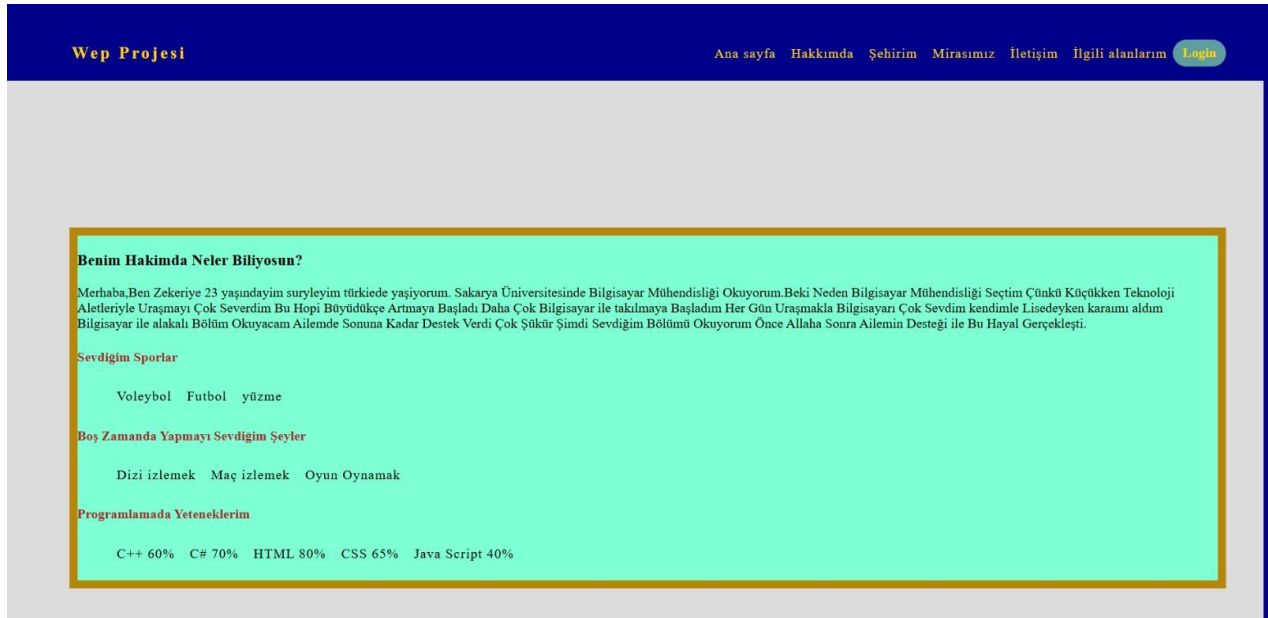 Wep Projesi
Ana sayfa Hakkımda Şehirim Mirasımız İletişim İlgili alanlarım Login
Benim Hakimda Neler Biliyosun?
Merhaba,Ben Zekeriye 23 yaşındayim suryleyim türkiede yaşiyorum. Sakarya Üniversitesinde Bilgisayar Mühendisliği Okuyorum.Beki Neden Bilgisayar Mühendisliği Seçtim Çünkü Küçükken Teknoloji
Aletleriyle Uraşmayı Çok Severdim Bu Hopi Büyüdükçe Artmaya Başladı Daha Çok Bilgisayar ile takılmaya Başladım Her Gün Uraşmakla Bilgisayarı Çok Sevdim kendimle Lisedeyken karaımı aldım
Bilgisayar ile alakalı Bölüm Okuyacam Ailemde Sonuna Kadar Destek Verdi Çok Şükür Şimdi Sevdiğim Bölümü Okuyorum Önce Allaha Sonra Ailemin Desteği ile Bu Hayal Gerçekleşti.
Sevdiğim Sporlar
Voleybol Futbol yüzme
Boş Zamanda Yapmayı Sevdiğim Şeyler
Dizi izlemek Maç izlemek Oyun Oynamak
Programlamada Yeteneklerim
C++ 60% C# 70% HTML 80% CSS 65% Java Script 40%